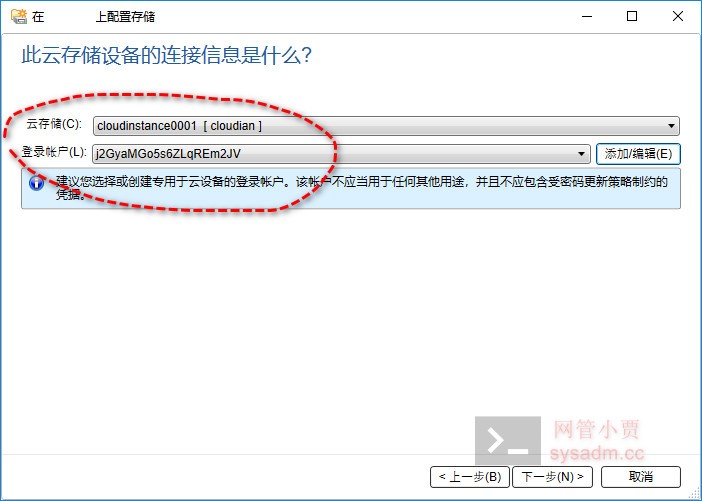 在 上配置存储
此云存储设备的连接信息是什么?
云存储(C): cloudinstance0001 [ cloudian ]
登录帐户(L): j2GyaMGo5s6ZLqREm2JV 添加/编辑(E)
建议您选择或创建专用于云设备的登录帐户。该帐户不应当用于任何其他用途，并且不应包含受密码更新策略制约的
凭据。
网管小贾
sysadm.cc
< 上一步(B) 下一步(N) > 取消